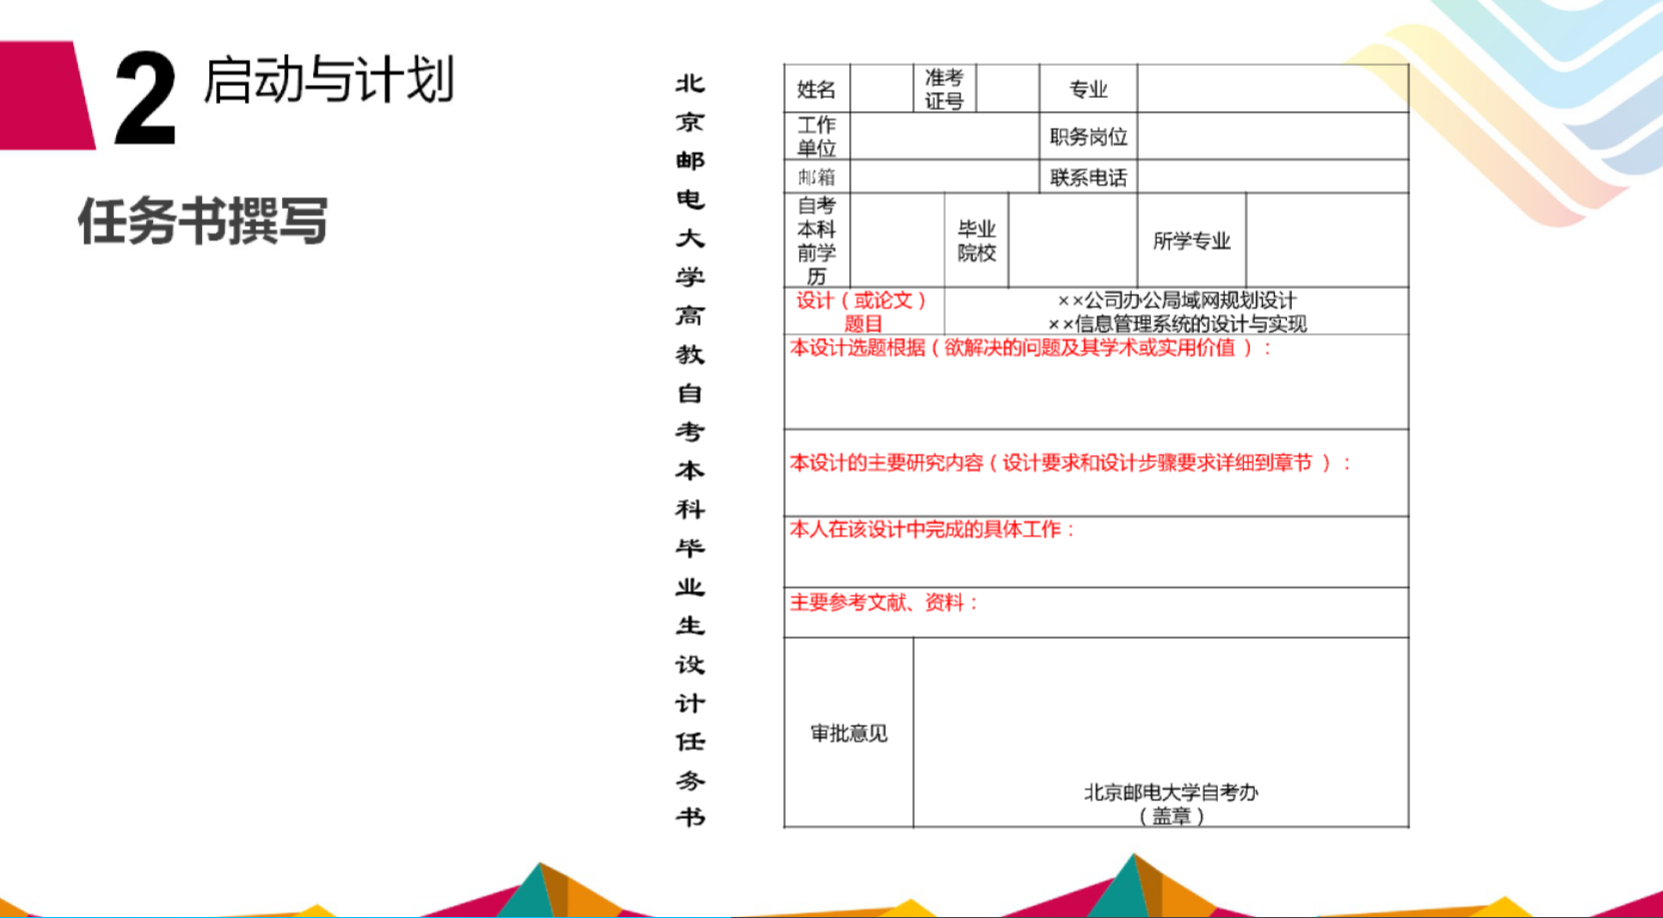 2 启动与计划
任务书撰写
北京邮电大学高教自考本科毕业生设计任务书
姓名
准考
证号
专业
工作
单位
职务岗位
邮箱
联系电话
自考
本科
前学
历
毕业
院校
所学专业
设计（或论文）
题目
××公司办公局域网规划设计
××信息管理系统的设计与实现
本设计选题根据（欲解决的问题及其学术或实用价值 ）：
本设计的主要研究内容（设计要求和设计步骤要求详细到章节 ）：
本人在该设计中完成的具体工作：
主要参考文献、资料：
审批意见
北京邮电大学自考办
（盖章）